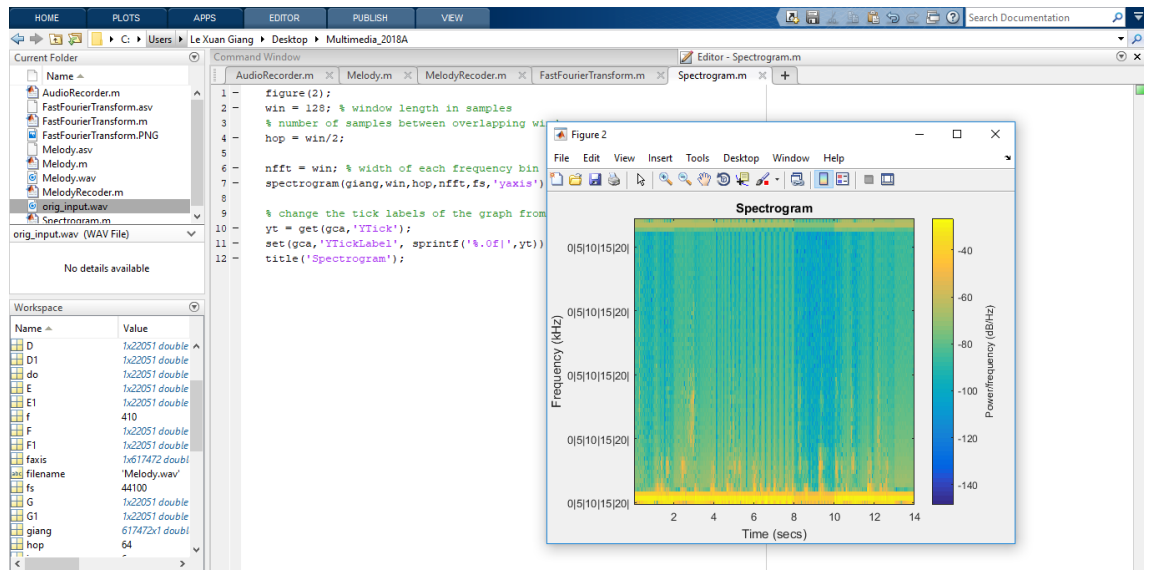 HOME PLOTS APPS EDITOR PUBLISH VIEW Search Documentation
C: Users Le Xuan Giang Desktop Multimedia_2018A
Current Folder
Name
AudioRecorder.m
FastFourierTransform.asv
FastFourierTransform.m
FastFourierTransform.PNG
Melody.asv
Melody.m
Melody.wav
MelodyRecoder.m
orig_input.wav
Spectrogram.m
orig_input.wav (WAV File)
No details available
Workspace
Name Value
D 1x22051 double
D1 1x22051 double
do 1x22051 double
E 1x22051 double
E1 1x22051 double
f 410
F 1x22051 double
F1 1x22051 double
faxis 1x617472 doubl
filename 'Melody.wav'
fs 44100
G 1x22051 double
G1 1x22051 double
giang 617472x1 doubl
hop 64
Command Window
Editor - Spectrogram.m
AudioRecorder.m Melody.m MelodyRecoder.m FastFourierTransform.m Spectrogram.m
1 figure(2);
2 win = 128; % window length in samples
3 % number of samples between overlapping
4 hop = win/2;
5
6 nfft = win; % width of each frequency bin
7 spectrogram(giang,win,hop,nfft,fs,'yaxis')
8
9 % change the tick labels of the graph from
10 yt = get(gca,'YTick');
11 set(gca,'YTickLabel', sprintf('%.0f|',yt))
12 title('Spectrogram');
Figure 2
File Edit View Insert Tools Desktop Window Help
Spectrogram
0|5|10|15|20|
0|5|10|15|20|
0|5|10|15|20|
0|5|10|15|20|
0|5|10|15|20|
Frequency (kHz)
2 4 6 8 10 12 14
Time (secs)
-40
-60
-80
-100
-120
-140
Power/frequency (dB/Hz)